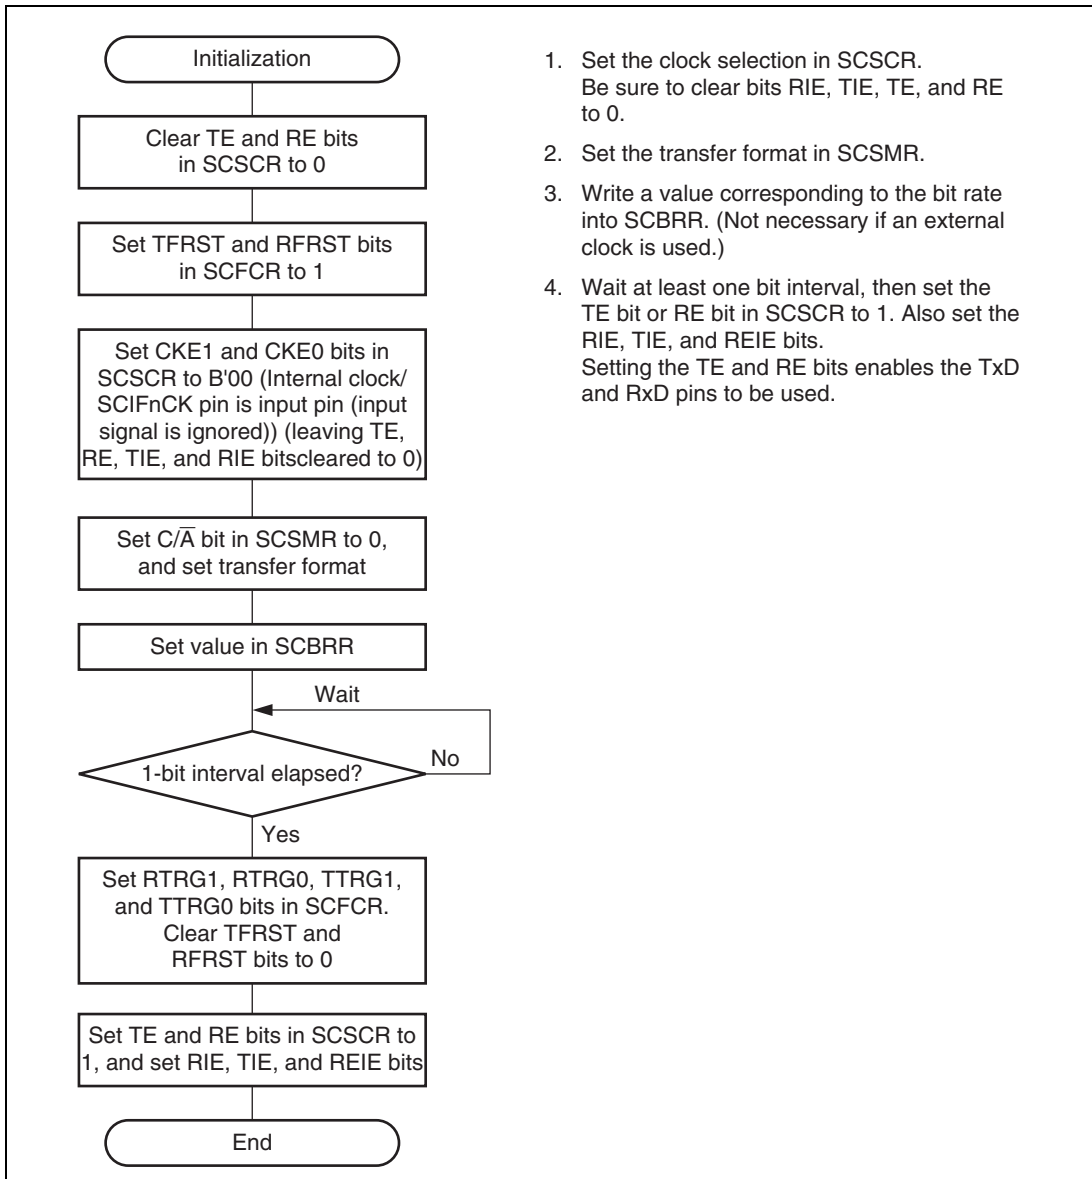 Initialization
Clear TE and RE bits
in SCSCR to 0
Set TFRST and RFRST bits
in SCFCR to 1
Set CKE1 and CKE0 bits in
SCSCR to B'00 (Internal clock/
SCIFnCK pin is input pin (input
signal is ignored)) (leaving TE,
RE, TIE, and RIE bitscleared to 0)
Set C/A̅ bit in SCSMR to 0,
and set transfer format
Set value in SCBRR
Wait
1-bit interval elapsed?
No
Yes
Set RTRG1, RTRG0, TTRG1,
and TTRG0 bits in SCFCR.
Clear TFRST and
RFRST bits to 0
Set TE and RE bits in SCSCR to
1, and set RIE, TIE, and REIE bits
End
1. Set the clock selection in SCSCR.
Be sure to clear bits RIE, TIE, TE, and RE
to 0.
2. Set the transfer format in SCSMR.
3. Write a value corresponding to the bit rate
into SCBRR. (Not necessary if an external
clock is used.)
4. Wait at least one bit interval, then set the
TE bit or RE bit in SCSCR to 1. Also set the
RIE, TIE, and REIE bits.
Setting the TE and RE bits enables the TxD
and RxD pins to be used.